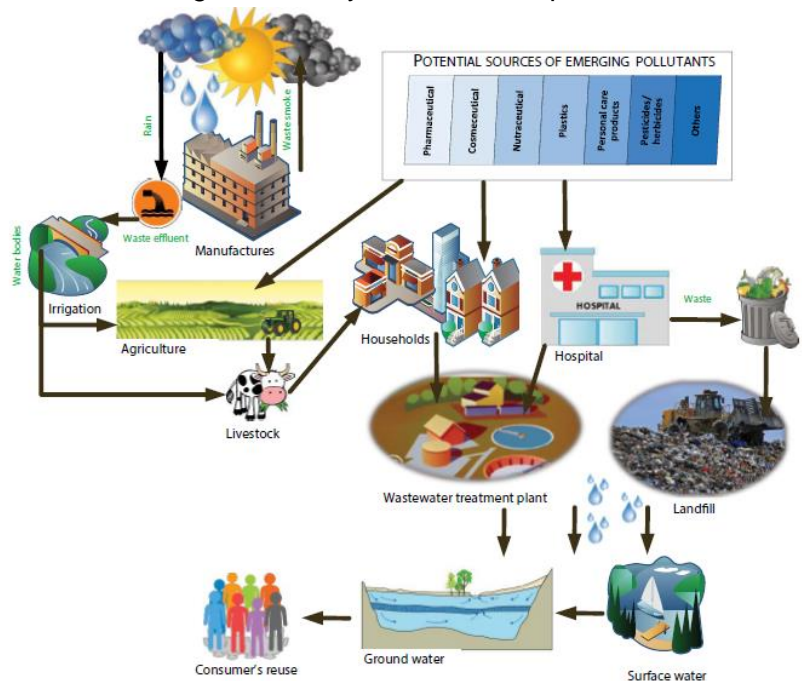 POTENTIAL SOURCES OF EMERGING POLLUTANTS
Pharmaceutical
Cosmeceutical
Nutraceutical
Plastics
Personal care
products
Pesticides/
herbicides
Others
Rain
Waste smoke
Waste effluent
Manufactures
Water bodies
Irrigation
Agriculture
Livestock
Households
HOSPITAL
Hospital
Waste
Wastewater treatment plant
Landfill
Consumer's reuse
Ground water
Surface water